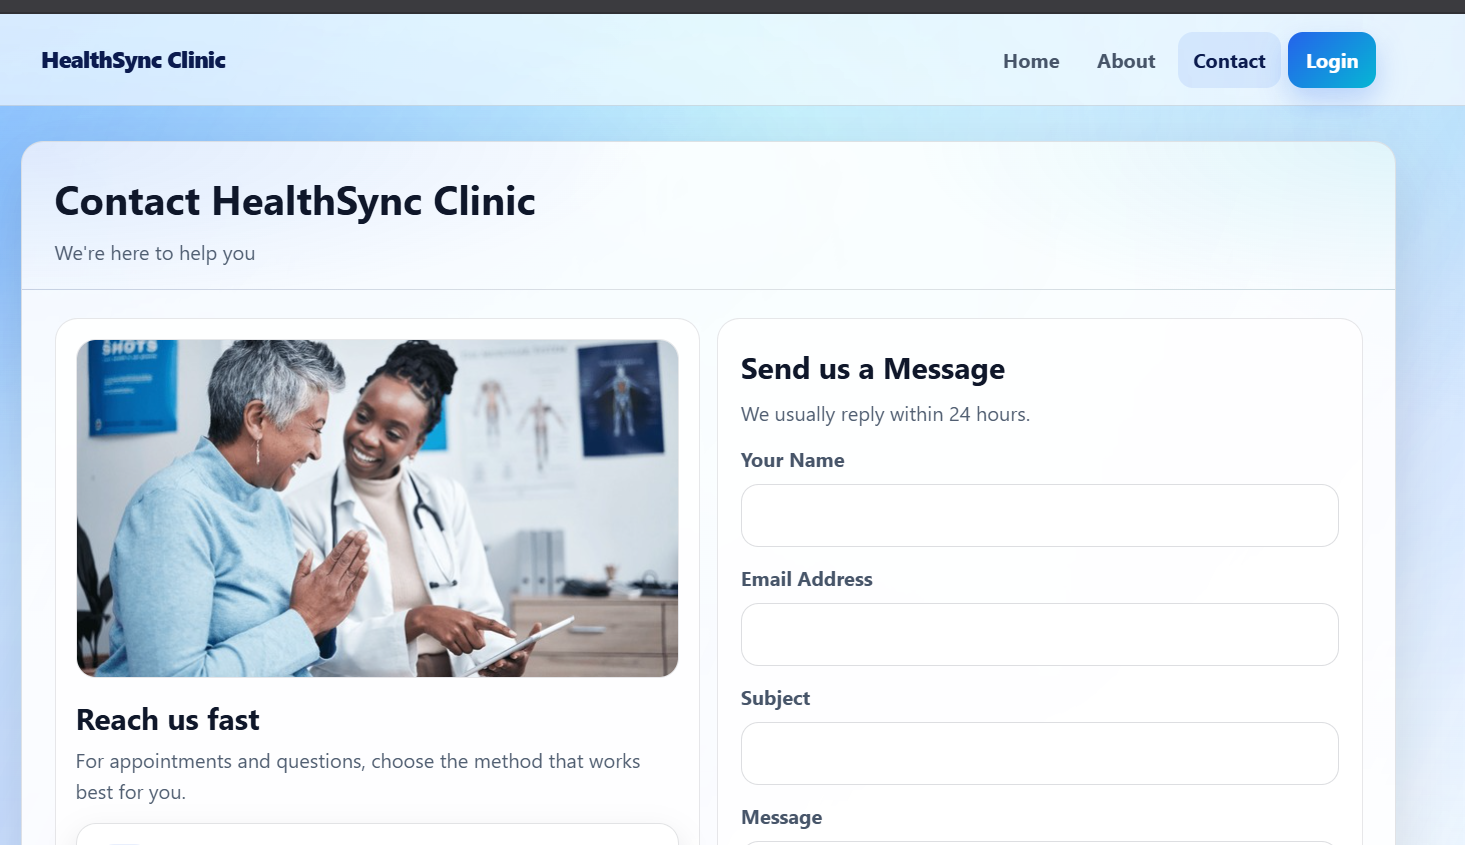 HealthSync Clinic
Home
About
Contact
Login
Contact HealthSync Clinic
We're here to help you
SHOTS
Reach us fast
For appointments and questions, choose the method that works
best for you.
Send us a Message
We usually reply within 24 hours.
Your Name
Email Address
Subject
Message